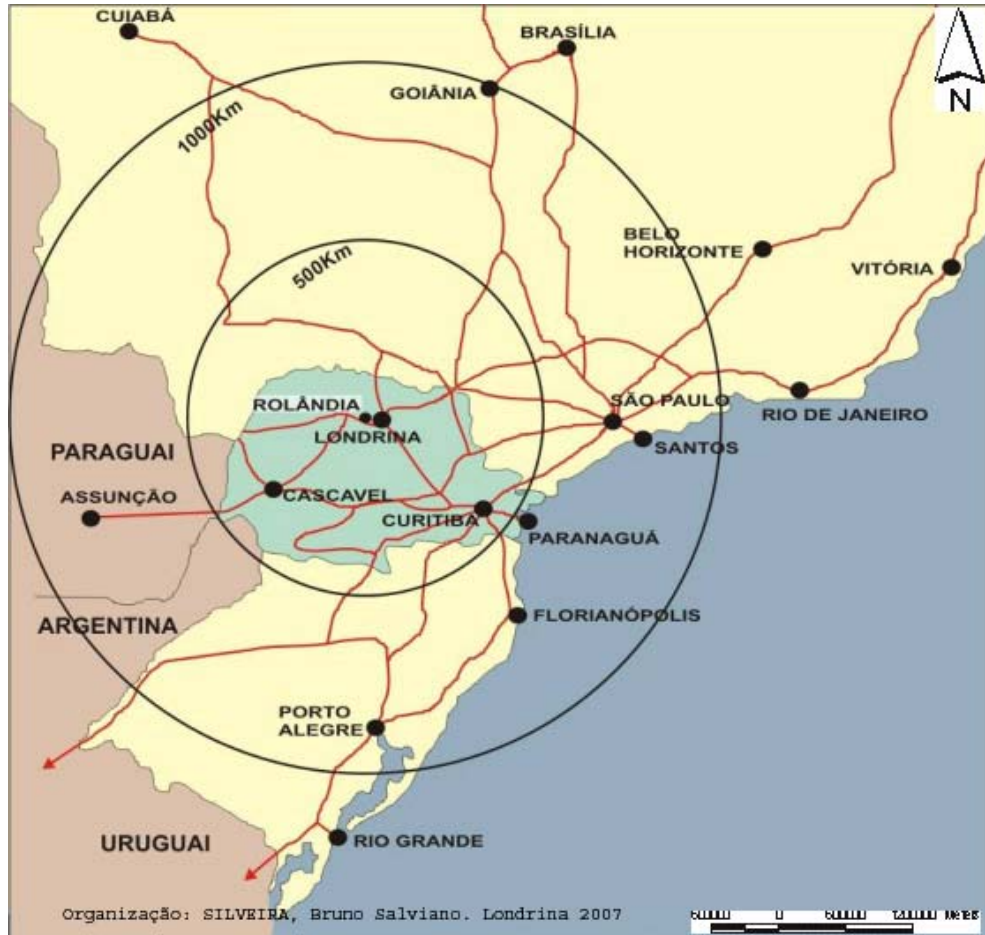 CUIABÁ
BRASÍLIA
GOIÂNIA
N
1000Km
500Km
BELO
HORIZONTE
VITÓRIA
ROLÂNDIA
LONDRINA
SÃO PAULO
RIO DE JANEIRO
SANTOS
PARAGUAI
ASSUNÇÃO
CASCAVEL
CURITIBA
PARANAGUÁ
ARGENTINA
FLORIANÓPOLIS
PORTO
ALEGRE
URUGUAI
RIO GRANDE
Organização: SILVEIRA, Bruno Salviano. Londrina 2007
0